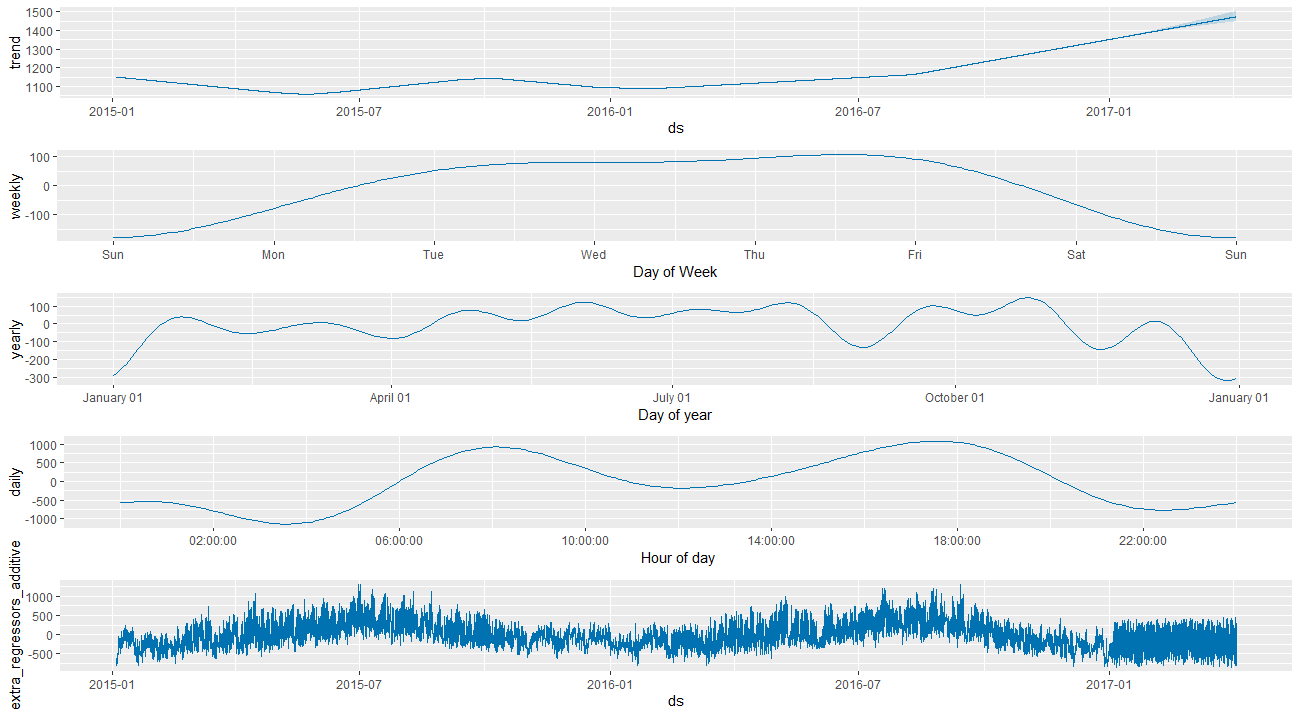 trend
1500
1400
1300
1200
1100
2015-01 2015-07 2016-01 2016-07 2017-01
ds
weekly
100
0
-100
Sun Mon Tue Wed Thu Fri Sat Sun
Day of Week
yearly
100
0
-100
-200
-300
January 01 April 01 July 01 October 01 January 01
Day of year
daily
1000
500
0
-500
-1000
02:00:00 06:00:00 10:00:00 14:00:00 18:00:00 22:00:00
Hour of day
extra_regressors_additive
1000
500
0
-500
2015-01 2015-07 2016-01 2016-07 2017-01
ds